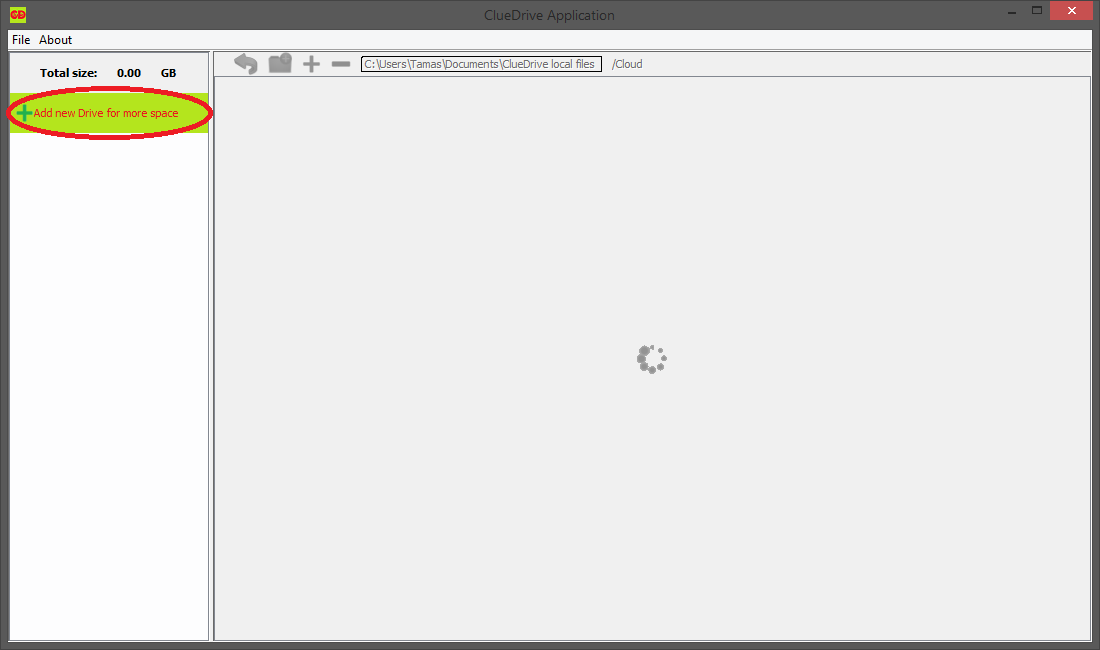 CD
ClueDrive Application
File About
Total size: 0.00 GB
C:\Users\Tamas\Documents\ClueDrive local files /Cloud
Add new Drive for more space